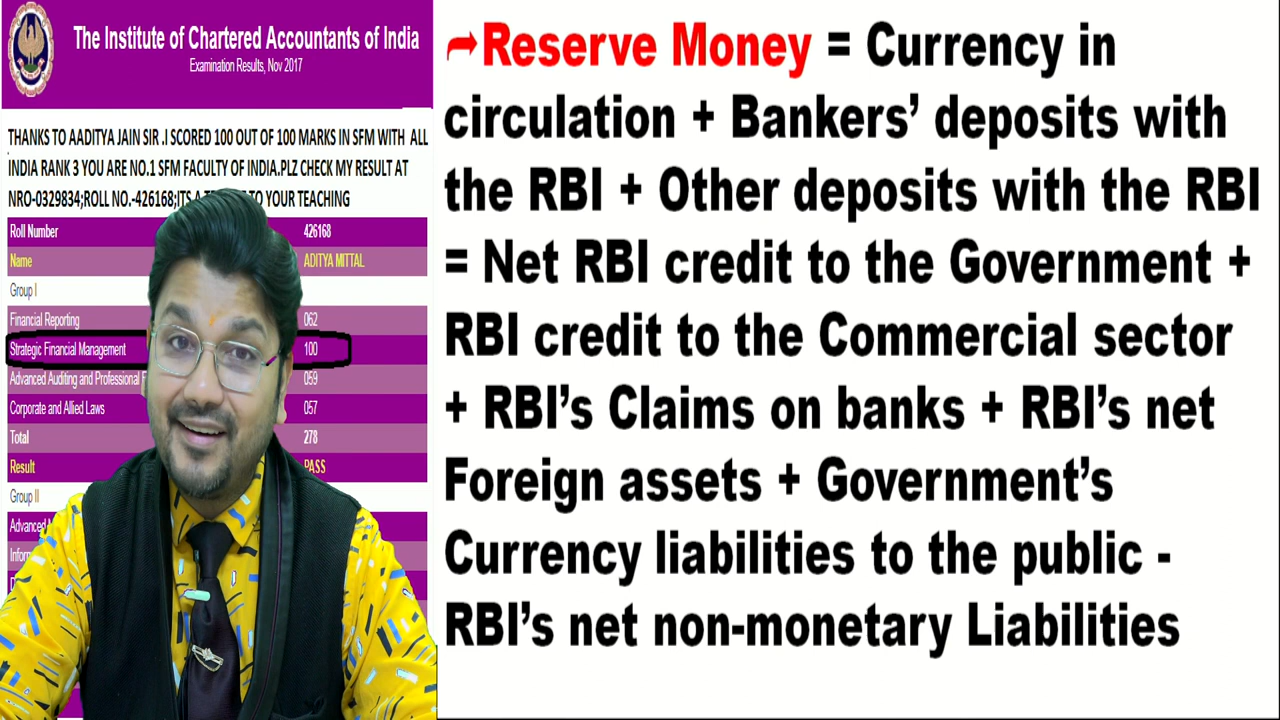 The Institute of Chartered Accountants of India
Examination Results, Nov 2017
THANKS TO AADITYA JAIN SIR .I SCORED 100 OUT OF 100 MARKS IN SFM WITH ALL
INDIA RANK 3 YOU ARE NO.1 SFM FACULTY OF INDIA.PLZ CHECK MY RESULT AT
NRO-0329834;ROLL NO.-426168;ITS A TO YOUR TEACHING
Roll Number 426168
Name ADITYA MITTAL
Group I
Financial Reporting 062
Strategic Financial Management 100
Advanced Auditing and Professional 059
Corporate and Allied Laws 057
Total 278
Result PASS
Group II
➦Reserve Money = Currency in
circulation + Bankers’ deposits with
the RBI + Other deposits with the RBI
= Net RBI credit to the Government +
RBI credit to the Commercial sector
+ RBI’s Claims on banks + RBI’s net
Foreign assets + Government’s
Currency liabilities to the public -
RBI’s net non-monetary Liabilities